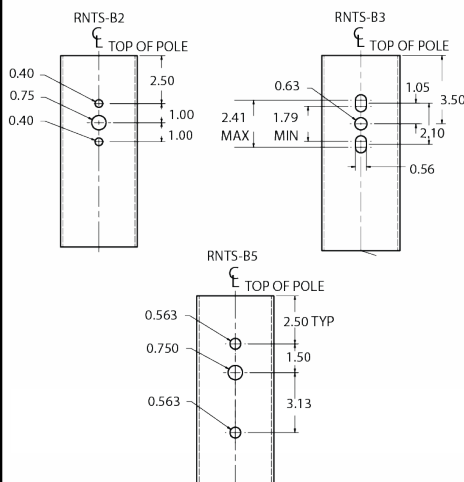 RNTS-B2
℄ TOP OF POLE
0.40
0.75
0.40
2.50
1.00
1.00
RNTS-B3
℄ TOP OF POLE
0.63
2.41
MAX
1.79
MIN
1.05
3.50
2.10
0.56
RNTS-B5
℄ TOP OF POLE
0.563
0.750
0.563
2.50 TYP
1.50
3.13